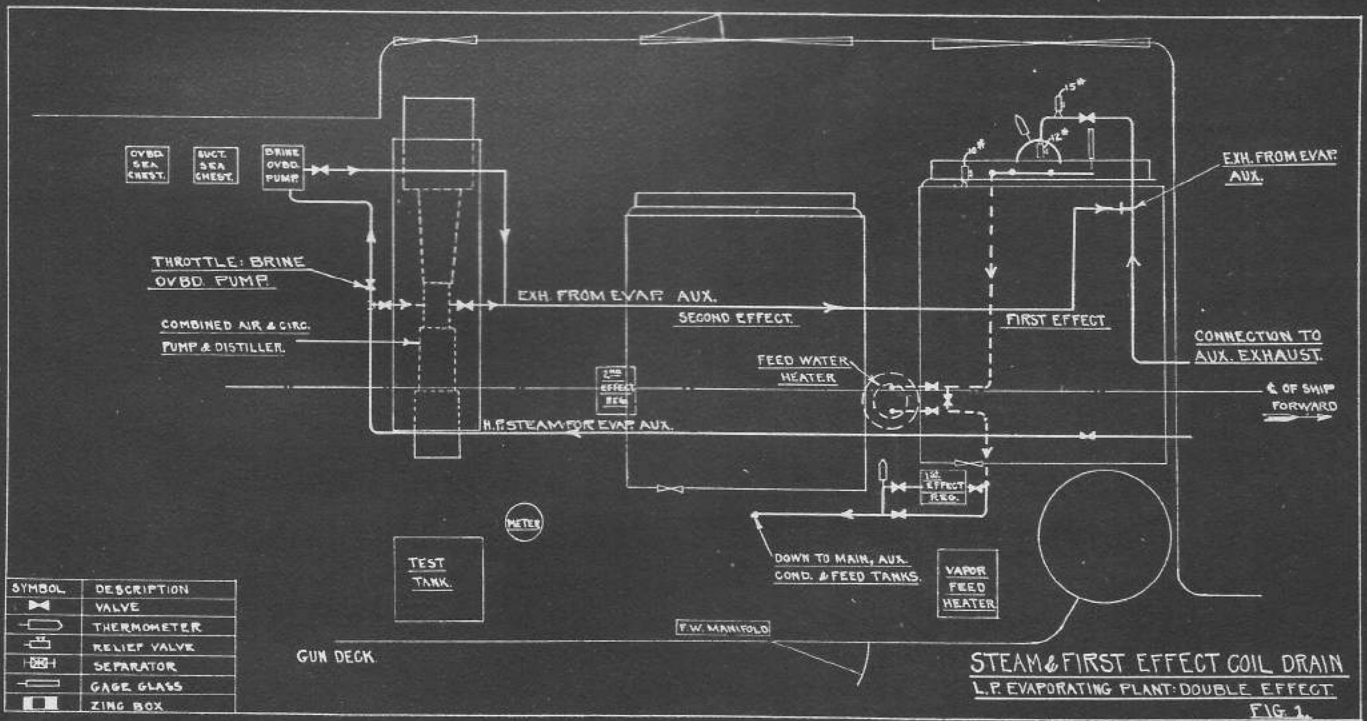 15#
12#
10#
OVBD.
SEA
CHEST.
SUCT.
SEA
CHEST.
BRINE
OVBD.
PUMP.
EXH. FROM EVAP.
AUX.
THROTTLE: BRINE
OVBD. PUMP.
EXH. FROM EVAP. AUX.
SECOND EFFECT.
FIRST EFFECT
COMBINED AIR & CIRC.
PUMP & DISTILLER.
CONNECTION TO
AUX. EXHAUST.
FEED WATER
HEATER
2ND
EFFECT
REG.
℄ OF SHIP
FORWARD
H.P. STEAM FOR EVAP. AUX.
1ST.
EFFECT
REG.
METER
TEST
TANK.
DOWN TO MAIN, AUX.
COND. & FEED TANKS.
VAPOR
FEED
HEATER
F.W. MANIFOLD
GUN DECK.
SYMBOL DESCRIPTION
VALVE
THERMOMETER
RELIEF VALVE
SEPARATOR
GAGE GLASS
ZINC BOX
STEAM & FIRST EFFECT COIL DRAIN
L.P. EVAPORATING PLANT: DOUBLE EFFECT
FIG. 1.